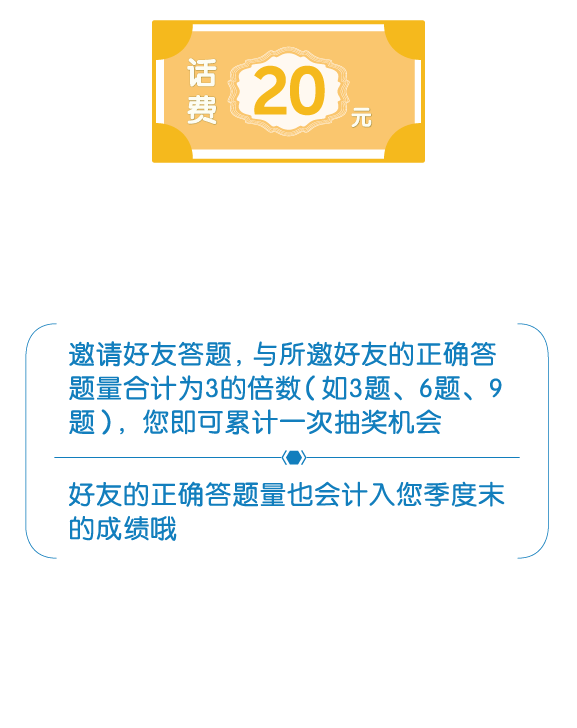 话费 20 元
邀请好友答题，与所邀好友的正确答
题量合计为3的倍数（如3题、6题、9
题），您即可累计一次抽奖机会
好友的正确答题量也会计入您季度末
的成绩哦